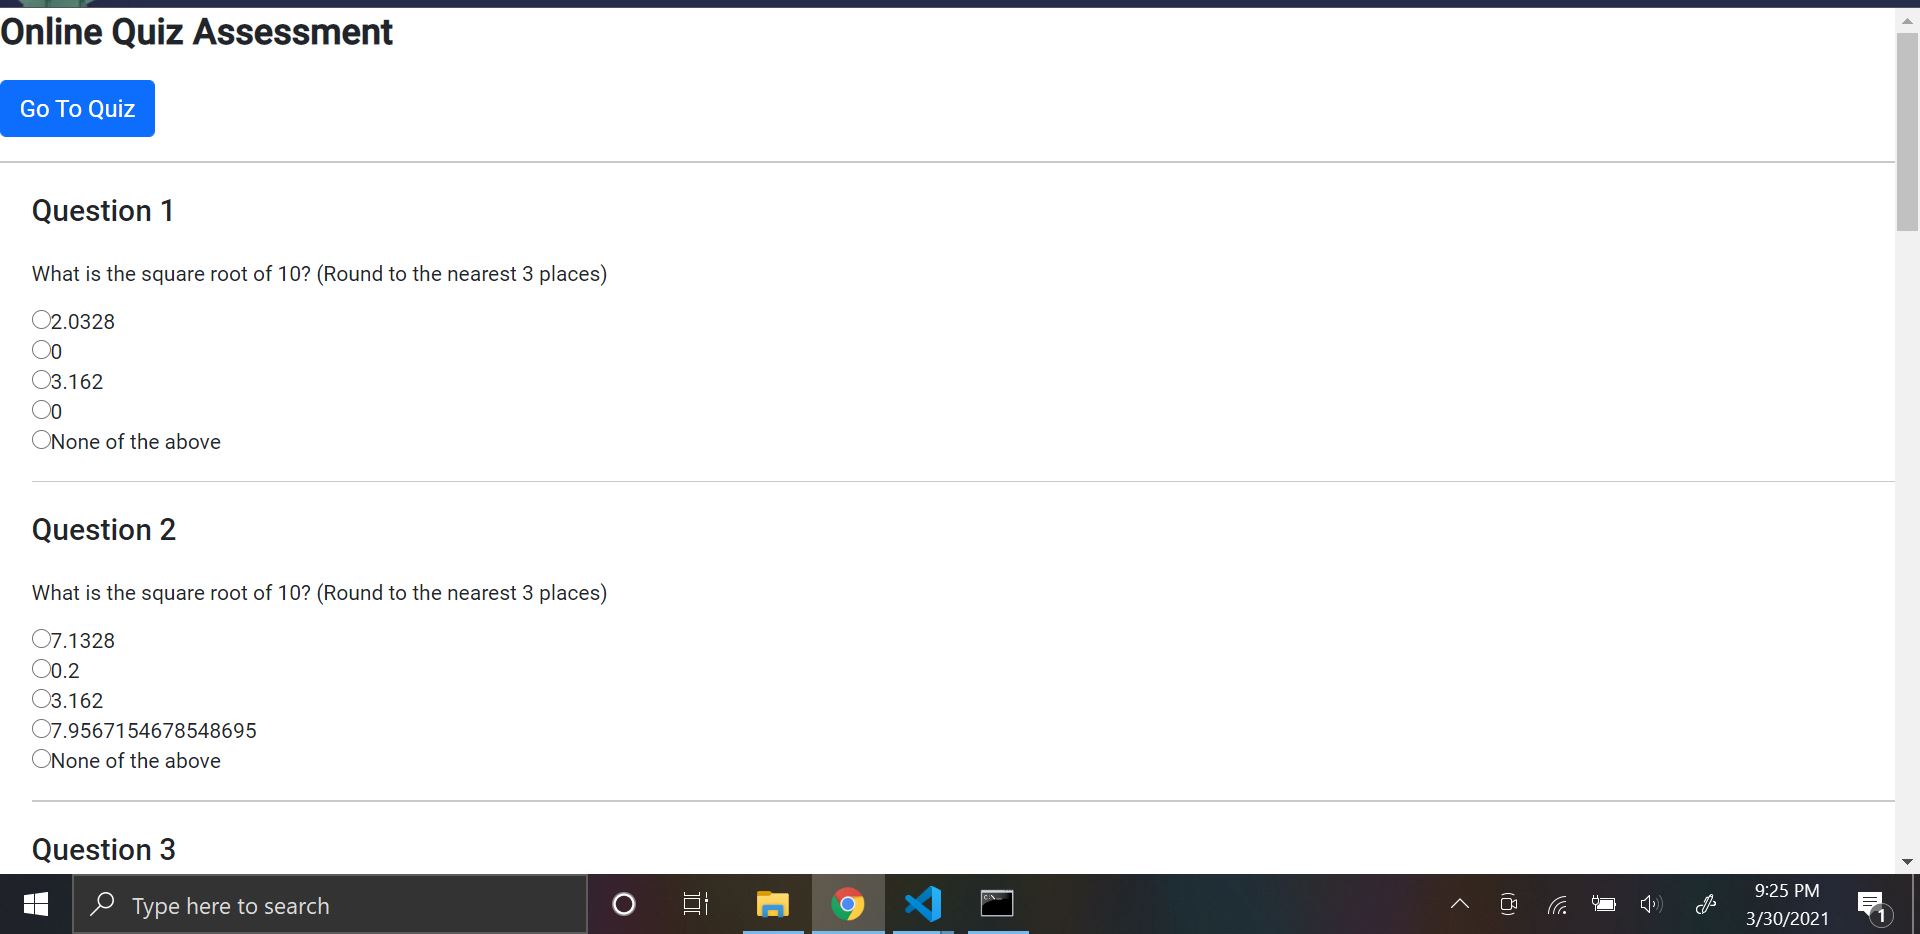 Online Quiz Assessment
Go To Quiz
Question 1
What is the square root of 10? (Round to the nearest 3 places)
2.0328
0
3.162
0
None of the above
Question 2
What is the square root of 10? (Round to the nearest 3 places)
7.1328
0.2
3.162
7.9567154678548695
None of the above
Question 3
Type here to search
9:25 PM
3/30/2021
1